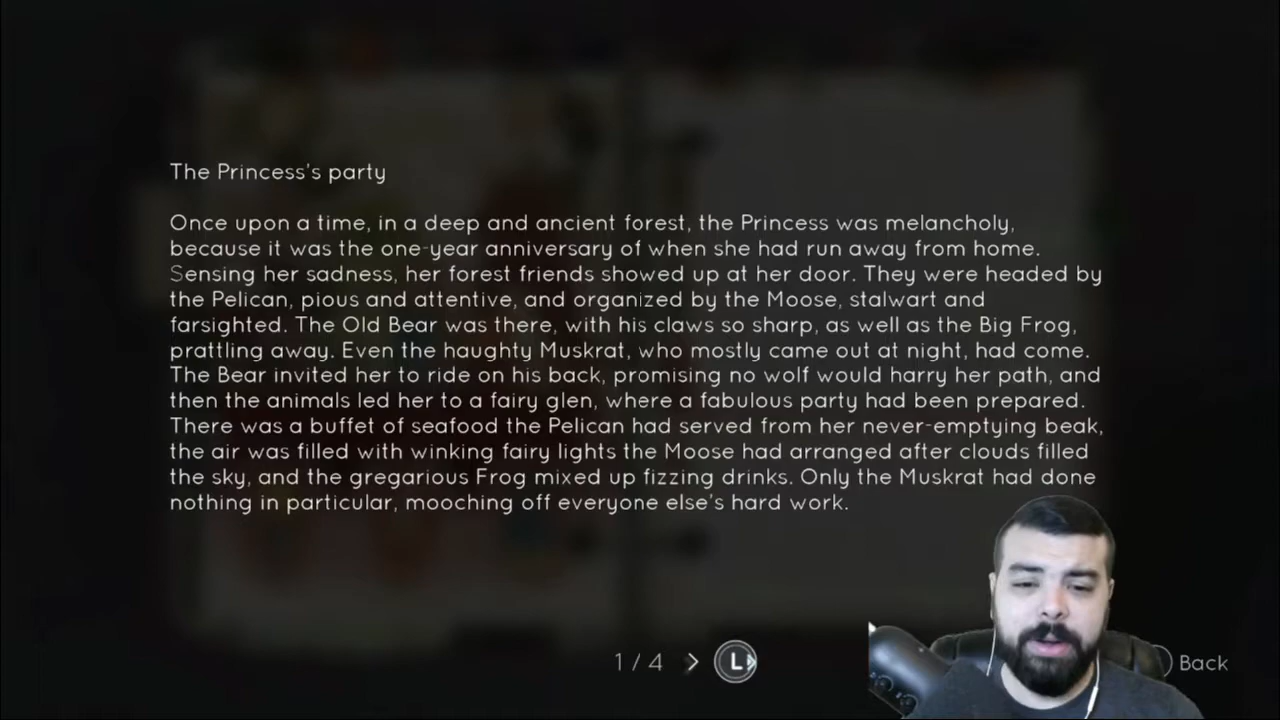 The Princess's party
Once upon a time, in a deep and ancient forest, the Princess was melancholy,
because it was the one-year anniversary of when she had run away from home.
Sensing her sadness, her forest friends showed up at her door. They were headed by
the Pelican, pious and attentive, and organized by the Moose, stalwart and
farsighted. The Old Bear was there, with his claws so sharp, as well as the Big Frog,
prattling away. Even the haughty Muskrat, who mostly came out at night, had come.
The Bear invited her to ride on his back, promising no wolf would harry her path, and
then the animals led her to a fairy glen, where a fabulous party had been prepared.
There was a buffet of seafood the Pelican had served from her never-emptying beak,
the air was filled with winking fairy lights the Moose had arranged after clouds filled
the sky, and the gregarious Frog mixed up fizzing drinks. Only the Muskrat had done
nothing in particular, mooching off everyone else's hard work.
1/4 > L Back